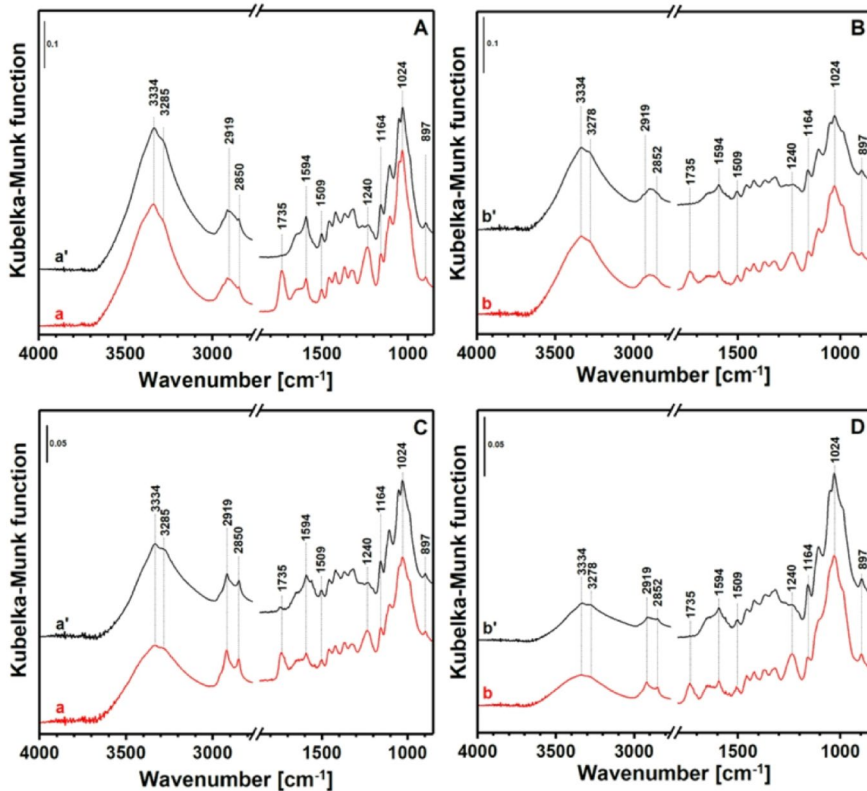 A
0.1
Kubelka-Munk function
3334
3285
2919
2850
1735
1594
1509
1240
1164
1024
897
a'
a
4000 3500 3000 1500 1000
Wavenumber [cm-1]
B
0.1
Kubelka-Munk function
3334
3278
2919
2852
1735
1594
1509
1240
1164
1024
897
b'
b
4000 3500 3000 1500 1000
Wavenumber [cm-1]
C
0.05
Kubelka-Munk function
3334
3285
2919
2850
1735
1594
1509
1240
1164
1024
897
a'
a
4000 3500 3000 1500 1000
Wavenumber [cm-1]
D
0.05
Kubelka-Munk function
3334
3278
2919
2852
1735
1594
1509
1240
1164
1024
897
b'
b
4000 3500 3000 1500 1000
Wavenumber [cm-1]